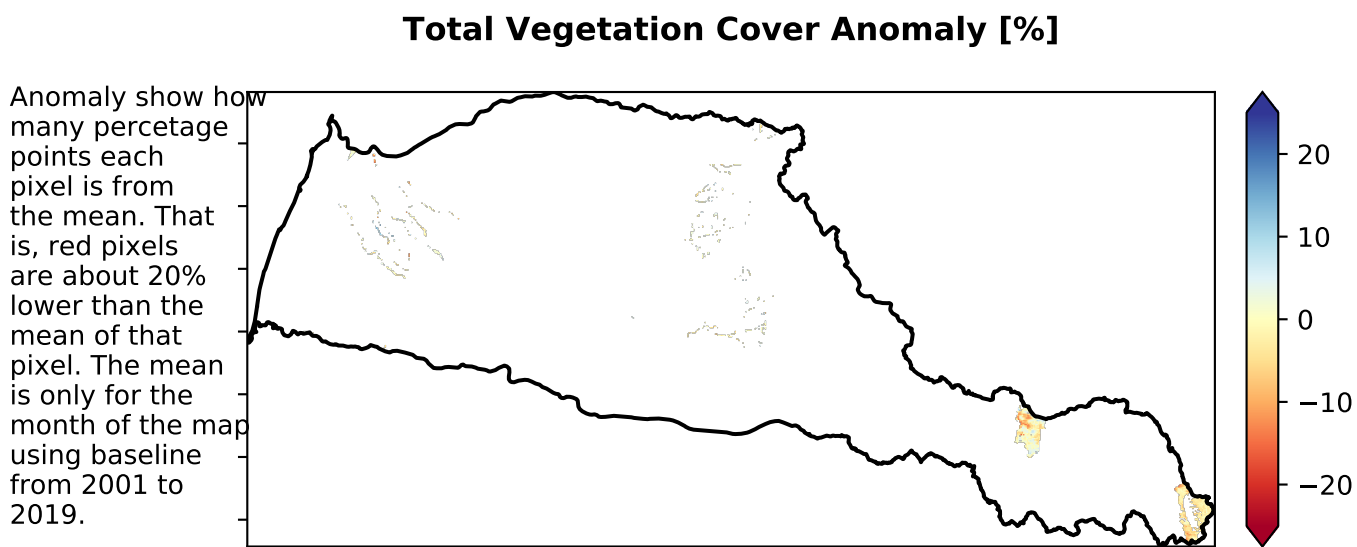 Total Vegetation Cover Anomaly [%]
Anomaly show how
many percetage
points each
pixel is from
the mean. That
is, red pixels
are about 20%
lower than the
mean of that
pixel. The mean
is only for the
month of the map
using baseline
from 2001 to
2019.
20
10
0
−10
−20